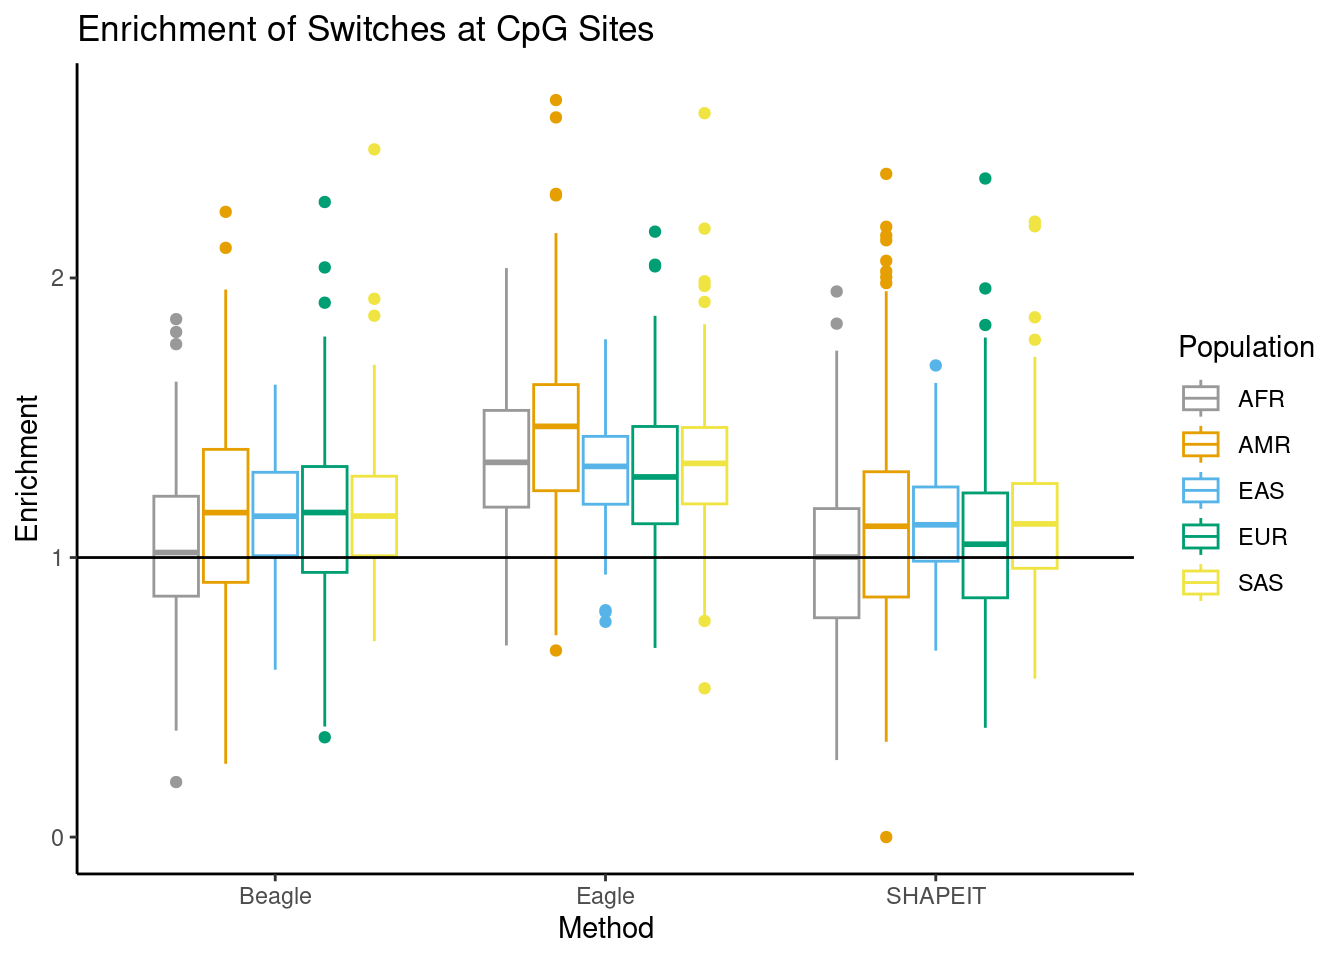 Enrichment of Switches at CpG Sites
Enrichment
2
1
0
Beagle
Eagle
SHAPEIT
Method
Population
AFR
AMR
EAS
EUR
SAS